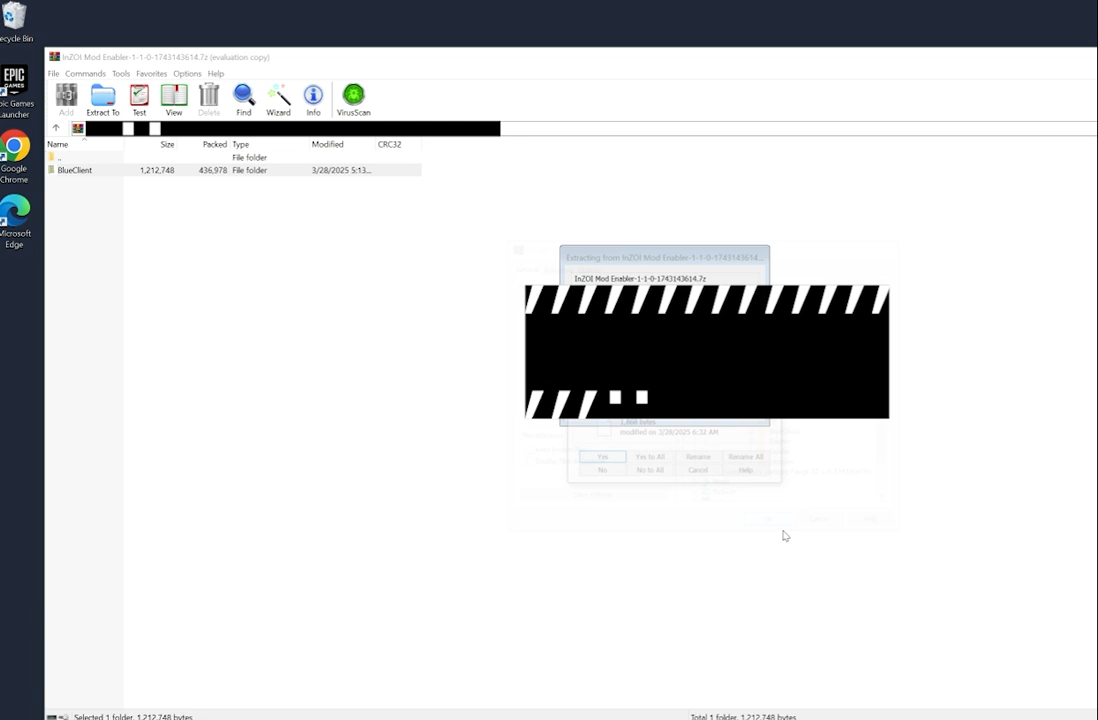 ecycle Bin
EPIC
GAMES
pic Games
Launcher
Google
Chrome
Microsoft
Edge
InZOI Mod Enabler-1-1-0-1743143614.7z (evaluation copy)
File Commands Tools Favorites Options Help
Add Extract To Test View Delete Find Wizard Info VirusScan
Name Size Packed Type Modified CRC32
.. File folder
BlueClient 1,212,748 436,978 File folder 3/28/2025 5:13...
Extracting from InZOI Mod Enabler-1-1-0-1743143614...
InZOI Mod Enabler-1-1-0-1743143614.7z
modified on 3/28/2025 6:32 AM
Yes Yes to All Rename Rename All
No No to All Cancel Help
Selected 1 folder, 1,212,748 bytes Total 1 folder, 1,212,748 bytes